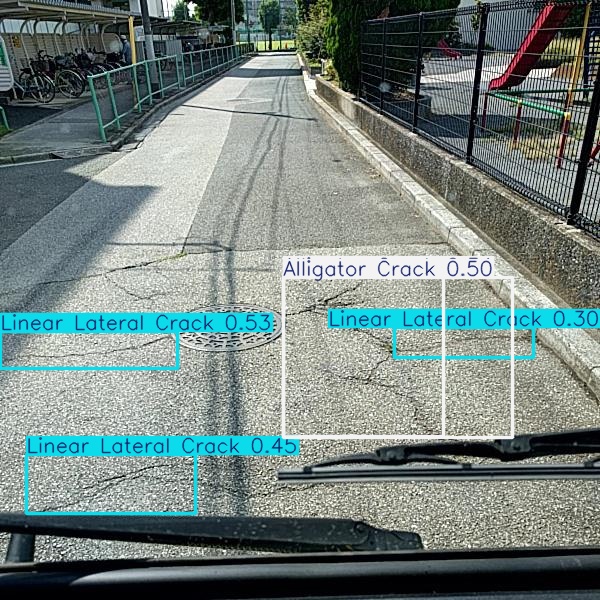 Alligator Crack 0.50
Linear Lateral Crack 0.53
Linear Lateral Crack 0.30
Linear Lateral Crack 0.45